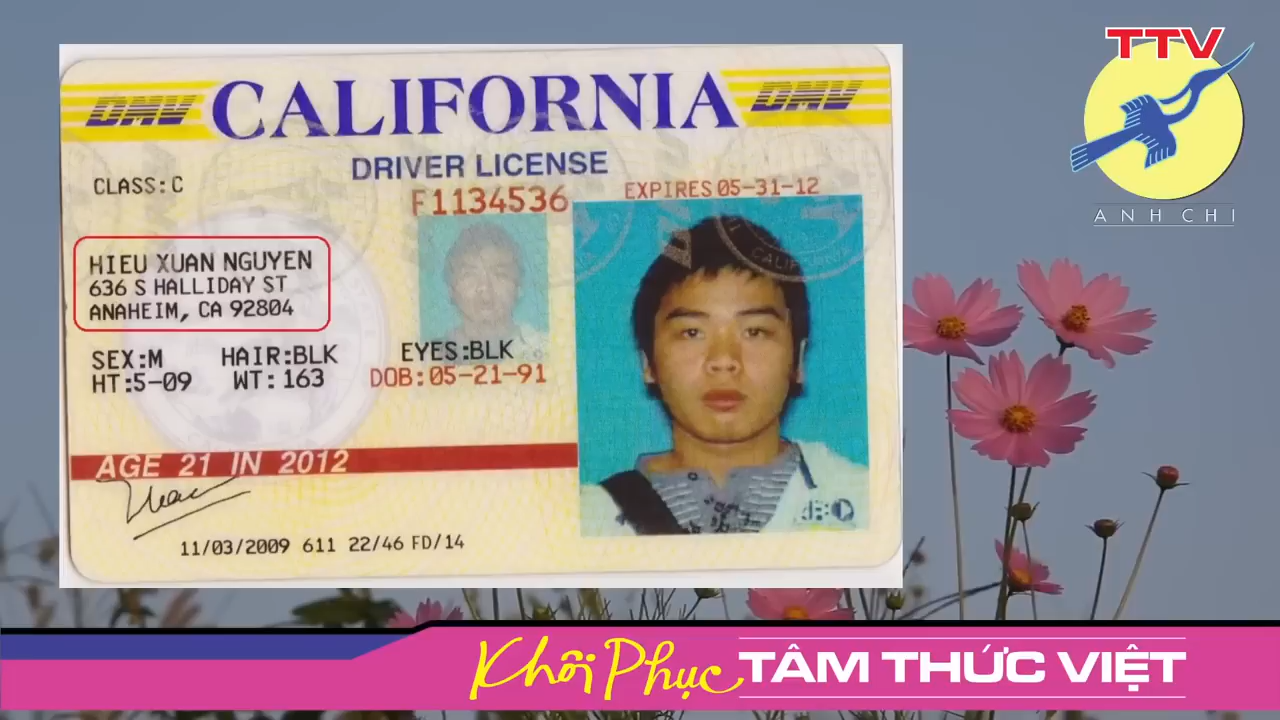 TTV
ANH CHI
DMV CALIFORNIA DMV
DRIVER LICENSE
CLASS:C
F1134536
EXPIRES 05-31-12
HIEU XUAN NGUYEN
636 S HALLIDAY ST
ANAHEIM, CA 92804
SEX:M HAIR:BLK EYES:BLK
HT:5-09 WT:163 DOB:05-21-91
AGE 21 IN 2012
11/03/2009 611 22/46 FD/14
Khôi Phục TÂM THỨC VIỆT